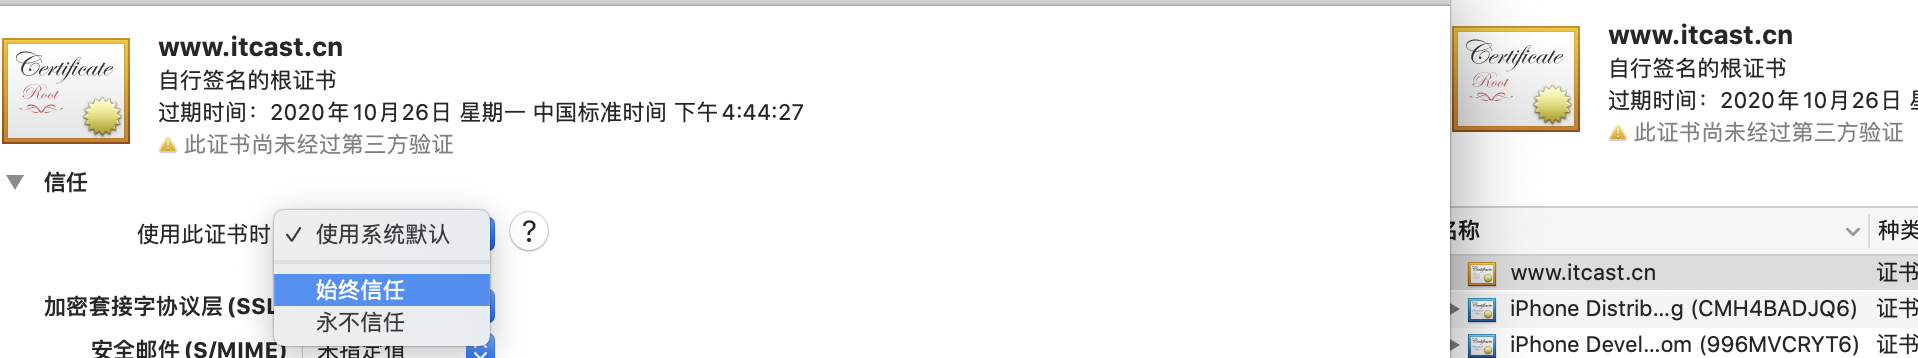 www.itcast.cn
自行签名的根证书
过期时间：2020年10月26日 星期一 中国标准时间 下午4:44:27
此证书尚未经过第三方验证
信任
使用此证书时
✓ 使用系统默认
?
始终信任
永不信任
加密套接字协议层 (SSL
安全邮件 (S/MIME)
未指定值
Certificate
Root
www.itcast.cn
自行签名的根证书
过期时间：2020年10月26日
此证书尚未经过第三方验证
Certificate
Root
名称
种类
www.itcast.cn
证书
iPhone Distrib...g (CMH4BADJQ6)
证书
iPhone Devel...om (996MVCRYT6)
证书